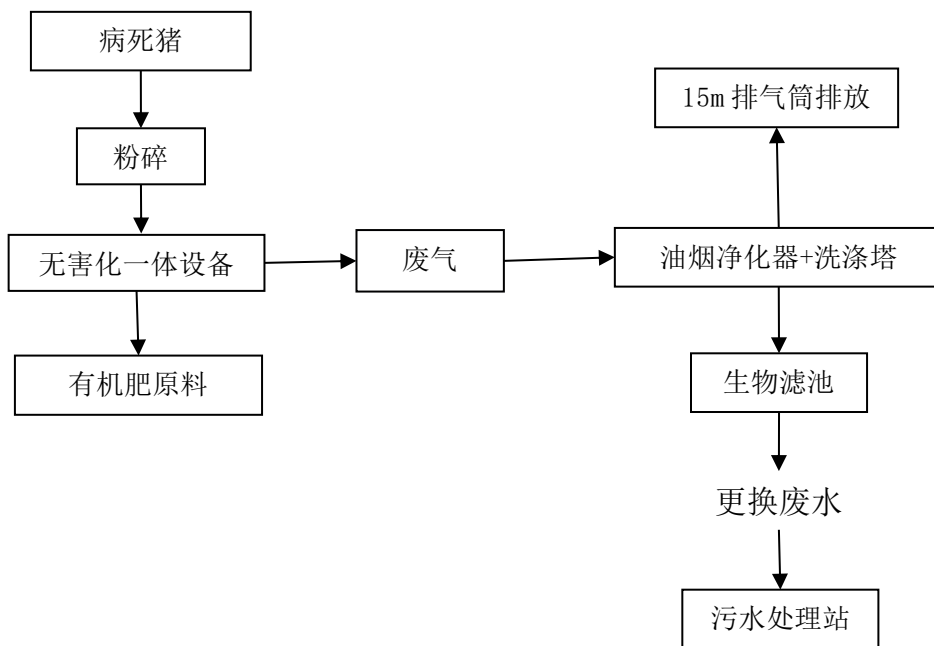 病死猪
15m 排气筒排放
粉碎
无害化一体设备
废气
油烟净化器+洗涤塔
有机肥原料
生物滤池
更换废水
污水处理站